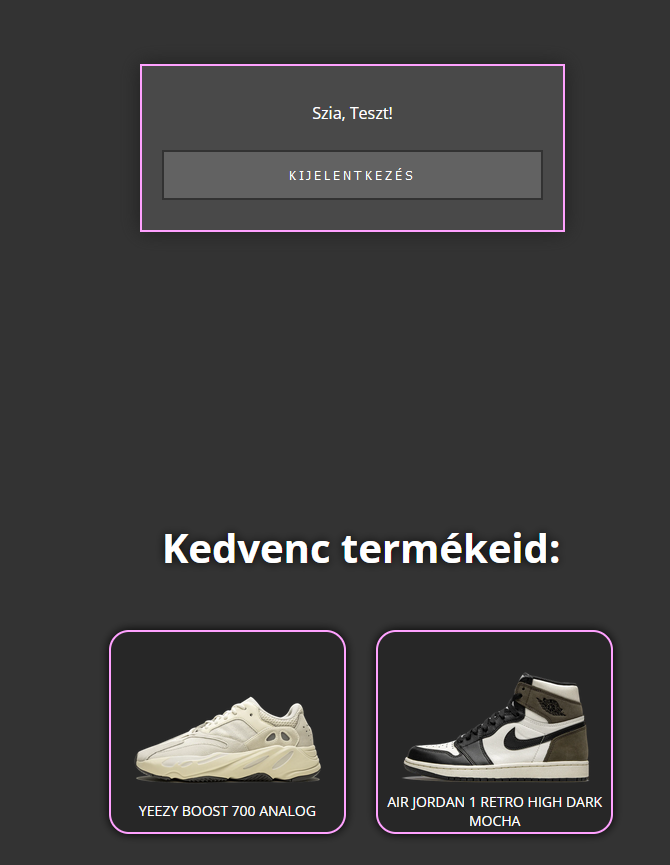 Szia, Teszt!
KIJELENTKEZÉS
Kedvenc termékeid:
YEEZY BOOST 700 ANALOG
AIR JORDAN 1 RETRO HIGH DARK
MOCHA